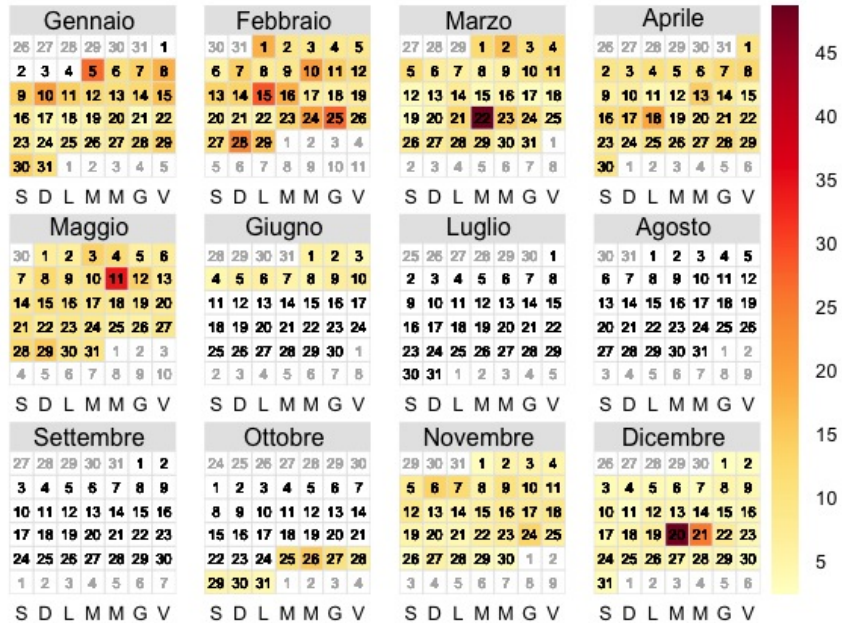 Gennaio
26 27 28 29 30 31 1
2 3 4 5 6 7 8
9 10 11 12 13 14 15
16 17 18 19 20 21 22
23 24 25 26 27 28 29
30 31 1 2 3 4 5
S D L M M G V
Febbraio
30 31 1 2 3 4 5
6 7 8 9 10 11 12
13 14 15 16 17 18 19
20 21 22 23 24 25 26
27 28 29 1 2 3 4
5 6 7 8 9 10 11
S D L M M G V
Marzo
27 28 29 1 2 3 4
5 6 7 8 9 10 11
12 13 14 15 16 17 18
19 20 21 22 23 24 25
26 27 28 29 30 31 1
2 3 4 5 6 7 8
S D L M M G V
Aprile
26 27 28 29 30 31 1
2 3 4 5 6 7 8
9 10 11 12 13 14 15
16 17 18 19 20 21 22
23 24 25 26 27 28 29
30 1 2 3 4 5 6
S D L M M G V
Maggio
30 1 2 3 4 5 6
7 8 9 10 11 12 13
14 15 16 17 18 19 20
21 22 23 24 25 26 27
28 29 30 31 1 2 3
4 5 6 7 8 9 10
S D L M M G V
Giugno
28 29 30 31 1 2 3
4 5 6 7 8 9 10
11 12 13 14 15 16 17
18 19 20 21 22 23 24
25 26 27 28 29 30 1
2 3 4 5 6 7 8
S D L M M G V
Luglio
25 26 27 28 29 30 1
2 3 4 5 6 7 8
9 10 11 12 13 14 15
16 17 18 19 20 21 22
23 24 25 26 27 28 29
30 31 1 2 3 4 5
S D L M M G V
Agosto
30 31 1 2 3 4 5
6 7 8 9 10 11 12
13 14 15 16 17 18 19
20 21 22 23 24 25 26
27 28 29 30 31 1 2
3 4 5 6 7 8 9
S D L M M G V
Settembre
27 28 29 30 31 1 2
3 4 5 6 7 8 9
10 11 12 13 14 15 16
17 18 19 20 21 22 23
24 25 26 27 28 29 30
1 2 3 4 5 6 7
S D L M M G V
Ottobre
24 25 26 27 28 29 30
1 2 3 4 5 6 7
8 9 10 11 12 13 14
15 16 17 18 19 20 21
22 23 24 25 26 27 28
29 30 31 1 2 3 4
S D L M M G V
Novembre
29 30 31 1 2 3 4
5 6 7 8 9 10 11
12 13 14 15 16 17 18
19 20 21 22 23 24 25
26 27 28 29 30 1 2
3 4 5 6 7 8 9
S D L M M G V
Dicembre
26 27 28 29 30 1 2
3 4 5 6 7 8 9
10 11 12 13 14 15 16
17 18 19 20 21 22 23
24 25 26 27 28 29 30
31 1 2 3 4 5 6
S D L M M G V
45
40
35
30
25
20
15
10
5